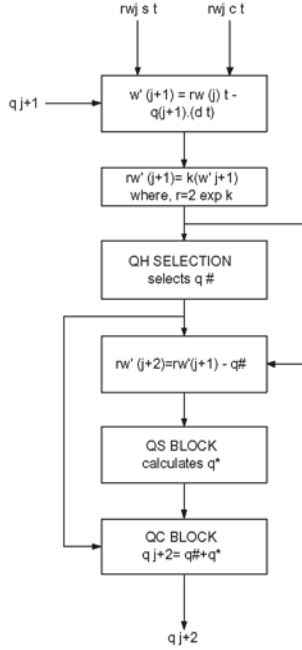 rwj s t rwj c t
q j+1
w' (j+1) = rw (j) t -
q(j+1).(d t)
rw' (j+1)= k(w' j+1)
where, r=2 exp k
QH SELECTION
selects q #
rw' (j+2)=rw'(j+1) - q#
QS BLOCK
calculates q*
QC BLOCK
q j+2= q#+q*
q j+2